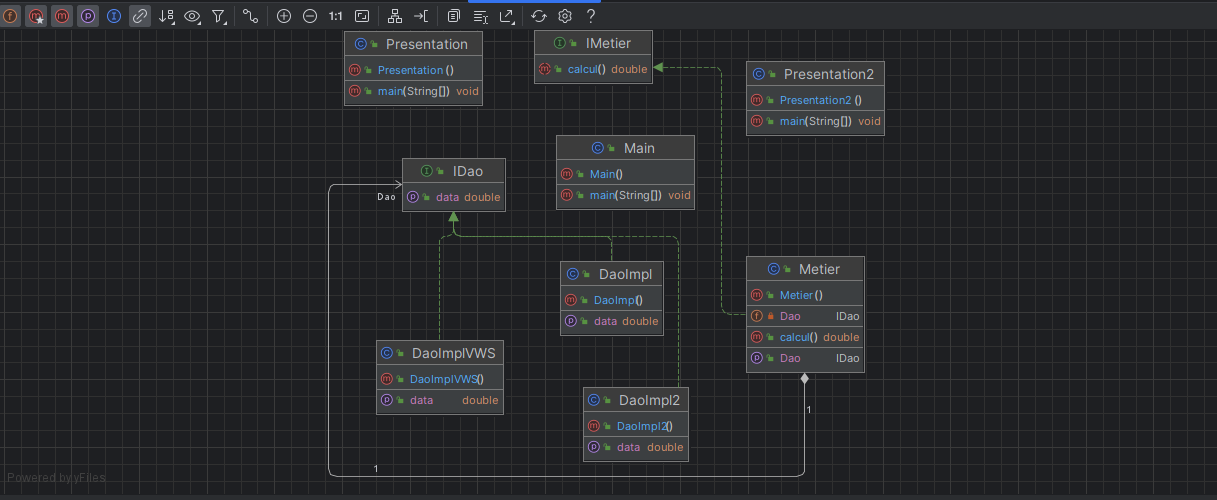 1:1
?
Presentation
Presentation()
main(String[]) void
IMetier
calcul() double
Presentation2
Presentation2()
main(String[]) void
Main
Main()
main(String[]) void
IDao
data double
Dao
DaoImpl
DaoImpl()
data double
Metier
Metier()
Dao IDao
calcul() double
Dao IDao
DaoImplVWS
DaoImplVWS()
data double
DaoImpl2
DaoImpl2()
data double
1
1
Powered by yFiles